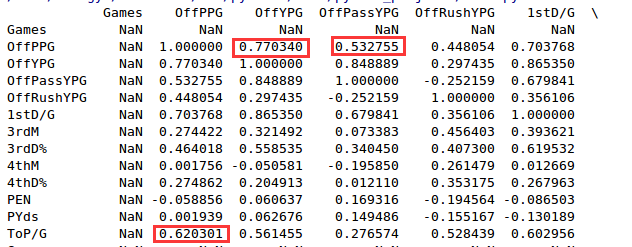 Games OffPPG OffYPG OffPassYPG OffRushYPG 1stD/G \
Games NaN NaN NaN NaN NaN NaN
OffPPG NaN 1.000000 0.770340 0.532755 0.448054 0.703768
OffYPG NaN 0.770340 1.000000 0.848889 0.297435 0.865350
OffPassYPG NaN 0.532755 0.848889 1.000000 -0.252159 0.679841
OffRushYPG NaN 0.448054 0.297435 -0.252159 1.000000 0.356106
1stD/G NaN 0.703768 0.865350 0.679841 0.356106 1.000000
3rdM NaN 0.274422 0.321492 0.073383 0.456403 0.393621
3rdD% NaN 0.464018 0.558535 0.340450 0.407300 0.619532
4thM NaN 0.001756 -0.050581 -0.195850 0.261479 0.012669
4thD% NaN 0.274862 0.204913 0.012110 0.353175 0.267963
PEN NaN -0.058856 0.060637 0.169316 -0.194564 -0.086503
PYds NaN 0.001939 0.062676 0.149486 -0.155167 -0.130189
ToP/G NaN 0.620301 0.561455 0.276574 0.528439 0.602956